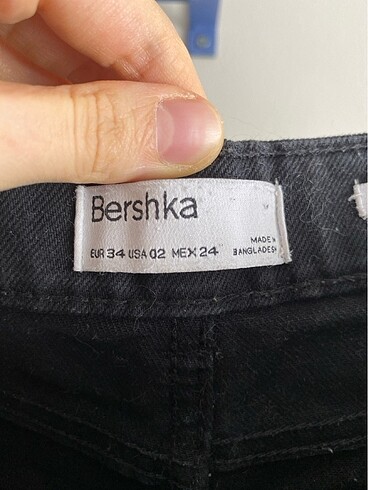 Bershka
EUR 34 USA 02 MEX 24
MADE IN
BANGLADESH